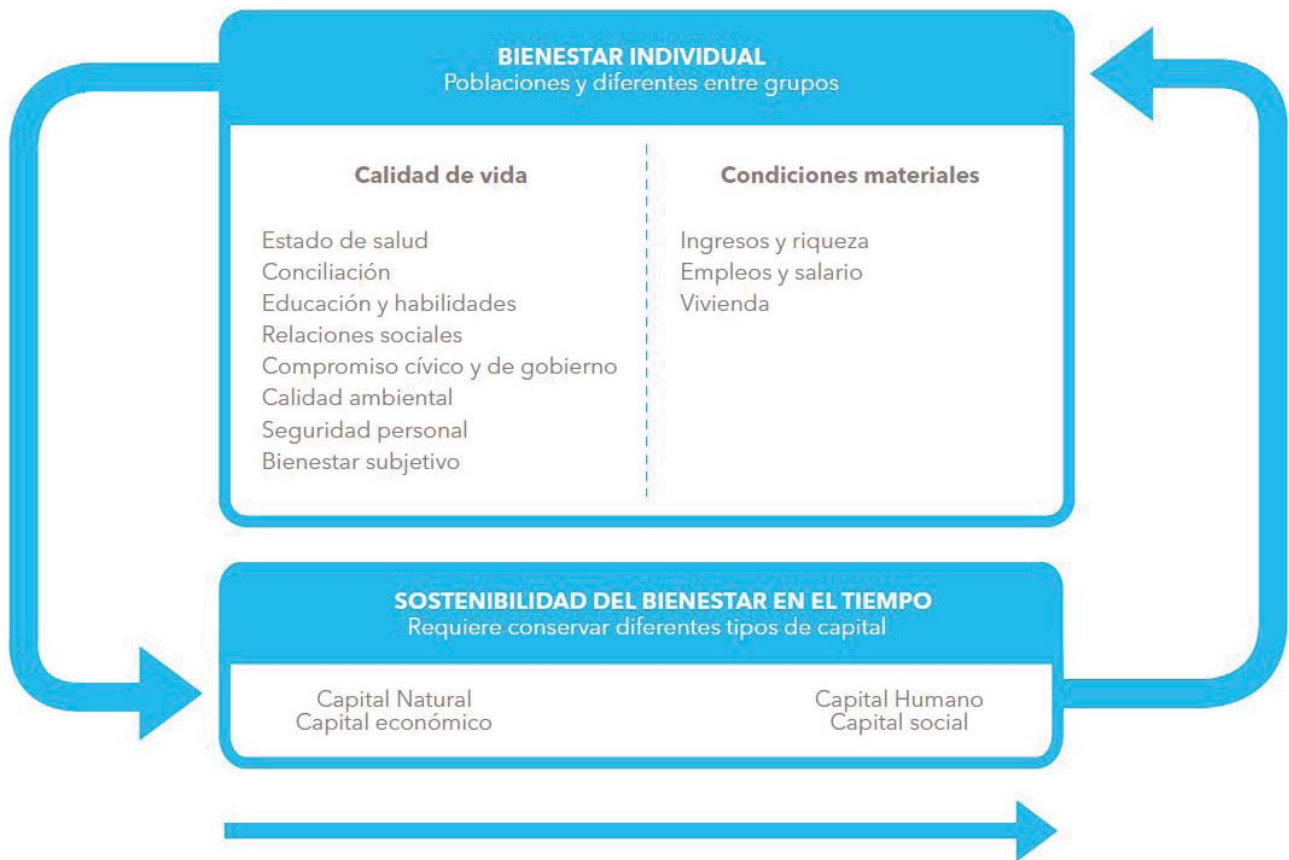 BIENESTAR INDIVIDUAL
Poblaciones y diferentes entre grupos
Calidad de vida
Estado de salud
Conciliación
Educación y habilidades
Relaciones sociales
Compromiso cívico y de gobierno
Calidad ambiental
Seguridad personal
Bienestar subjetivo
Condiciones materiales
Ingresos y riqueza
Empleos y salario
Vivienda
SOSTENIBILIDAD DEL BIENESTAR EN EL TIEMPO
Requiere conservar diferentes tipos de capital
Capital Natural
Capital económico
Capital Humano
Capital social